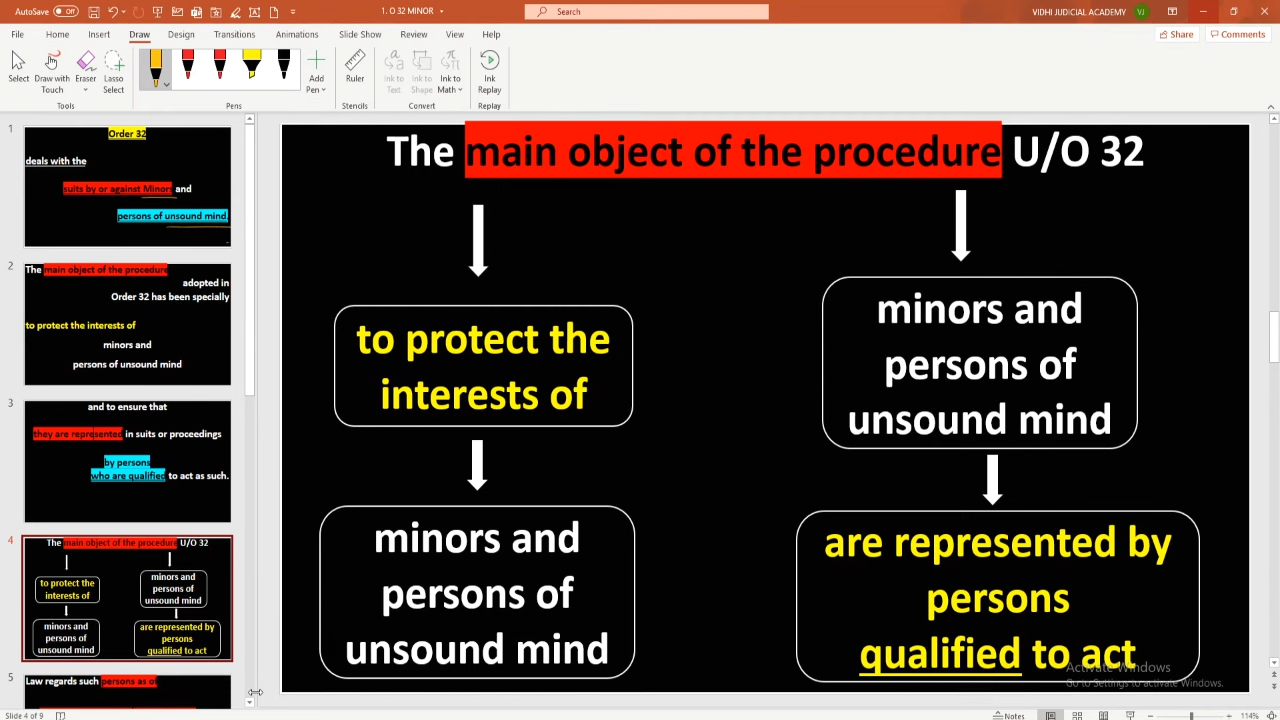 AutoSave Off
1. O 32 MINOR
Search
VIDHI JUDICIAL ACADEMY VJ
File Home Insert Draw Design Transitions Animations Slide Show Review View Help
Share Comments
Select
Draw with Touch
Eraser
Lasso Select
Add Pen
Ruler
Ink to Text
Ink to Shape
Ink to Math
Ink Replay
Tools Pens Stencils Convert Replay
1
Order 32
deals with the
suits by or against Minors and
persons of unsound mind.
2
The main object of the procedure
adopted in
Order 32 has been specially
to protect the interests of
minors and
persons of unsound mind
3
and to ensure that
they are represented in suits or proceedings
by persons
who are qualified to act as such.
4
The main object of the procedure U/O 32
to protect the
interests of
minors and
persons of
unsound mind
minors and
persons of
unsound mind
are represented by
persons
qualified to act
5
Law regards such persons as of
The main object of the procedure U/O 32
to protect the
interests of
minors and
persons of
unsound mind
minors and
persons of
unsound mind
are represented by
persons
qualified to act
Activate Windows
Go to Settings to activate Windows.
Slide 4 of 9
Notes
114%